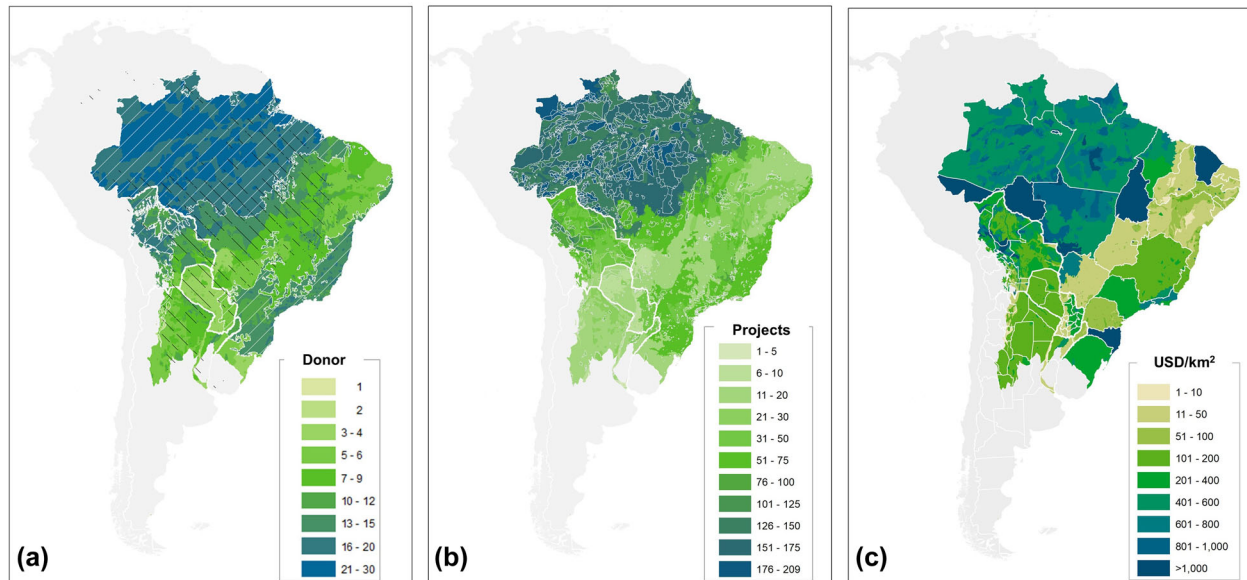 (a)
Donor
1
2
3 - 4
5 - 6
7 - 9
10 - 12
13 - 15
16 - 20
21 - 30
(b)
Projects
1 - 5
6 - 10
11 - 20
21 - 30
31 - 50
51 - 75
76 - 100
101 - 125
126 - 150
151 - 175
176 - 209
(c)
USD/km²
1 - 10
11 - 50
51 - 100
101 - 200
201 - 400
401 - 600
601 - 800
801 - 1,000
>1,000